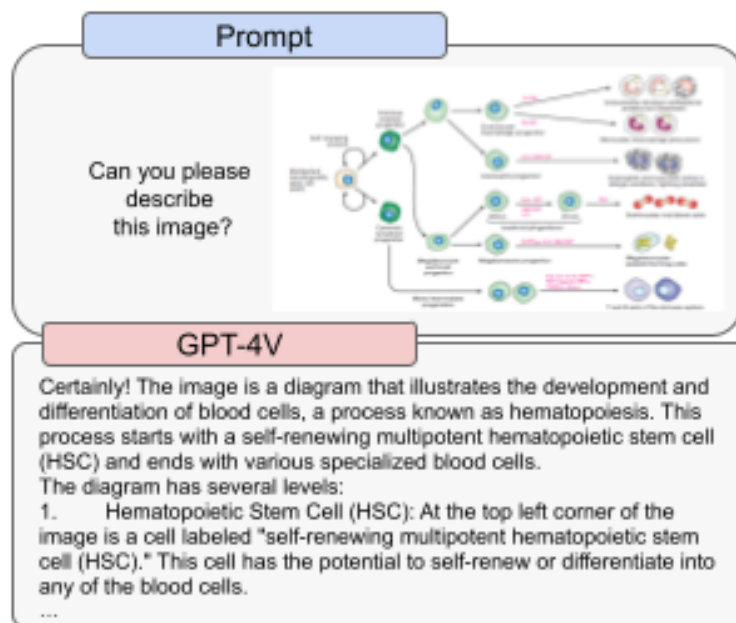 Prompt
Can you please
describe
this image?
GPT-4V
Certainly! The image is a diagram that illustrates the development and
differentiation of blood cells, a process known as hematopoiesis. This
process starts with a self-renewing multipotent hematopoietic stem cell
(HSC) and ends with various specialized blood cells.
The diagram has several levels:
1. Hematopoietic Stem Cell (HSC): At the top left corner of the
image is a cell labeled "self-renewing multipotent hematopoietic stem
cell (HSC)." This cell has the potential to self-renew or differentiate into
any of the blood cells.
...